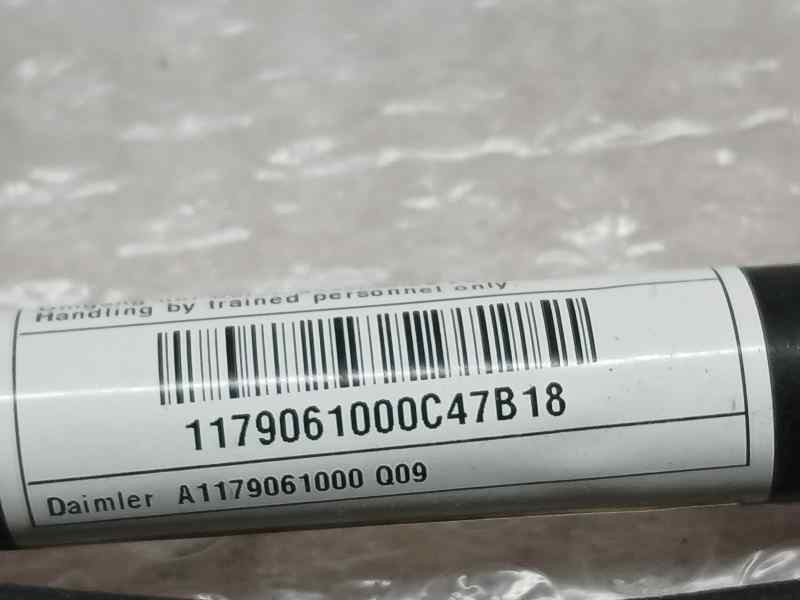 Handling by trained personnel only
1179061000C47B18
Daimler A1179061000 Q09